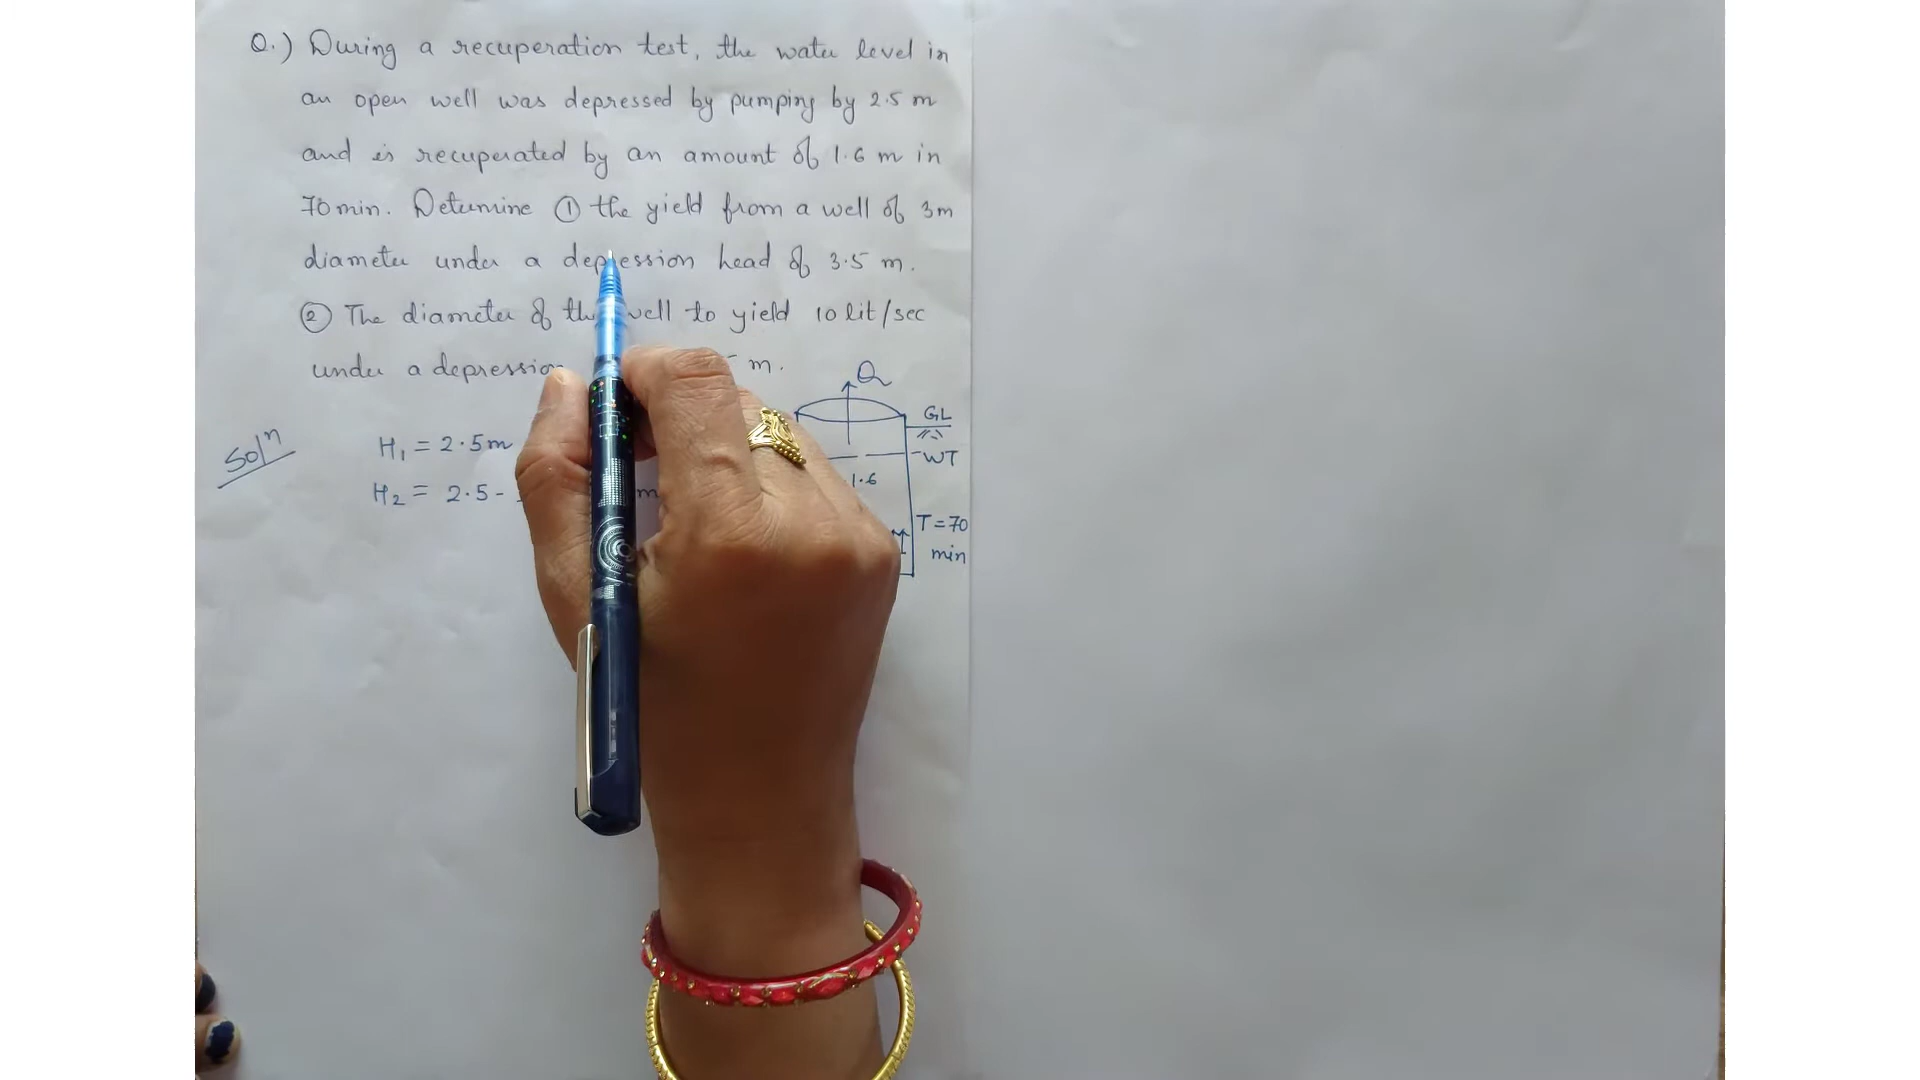 Q.) During a recuperation test, the water level in
an open well was depressed by pumping by 2.5 m
and is recuperated by an amount of 1.6 m in
70 min. Determine ① the yield from a well of 3m
diameter under a depression head of 3.5 m.
② The diameter of the well to yield 10 lit/sec
under a depression m.
Q
GL
WT
1.6
T=70
min
Solⁿ
H₁ = 2.5m
H₂ = 2.5 - m